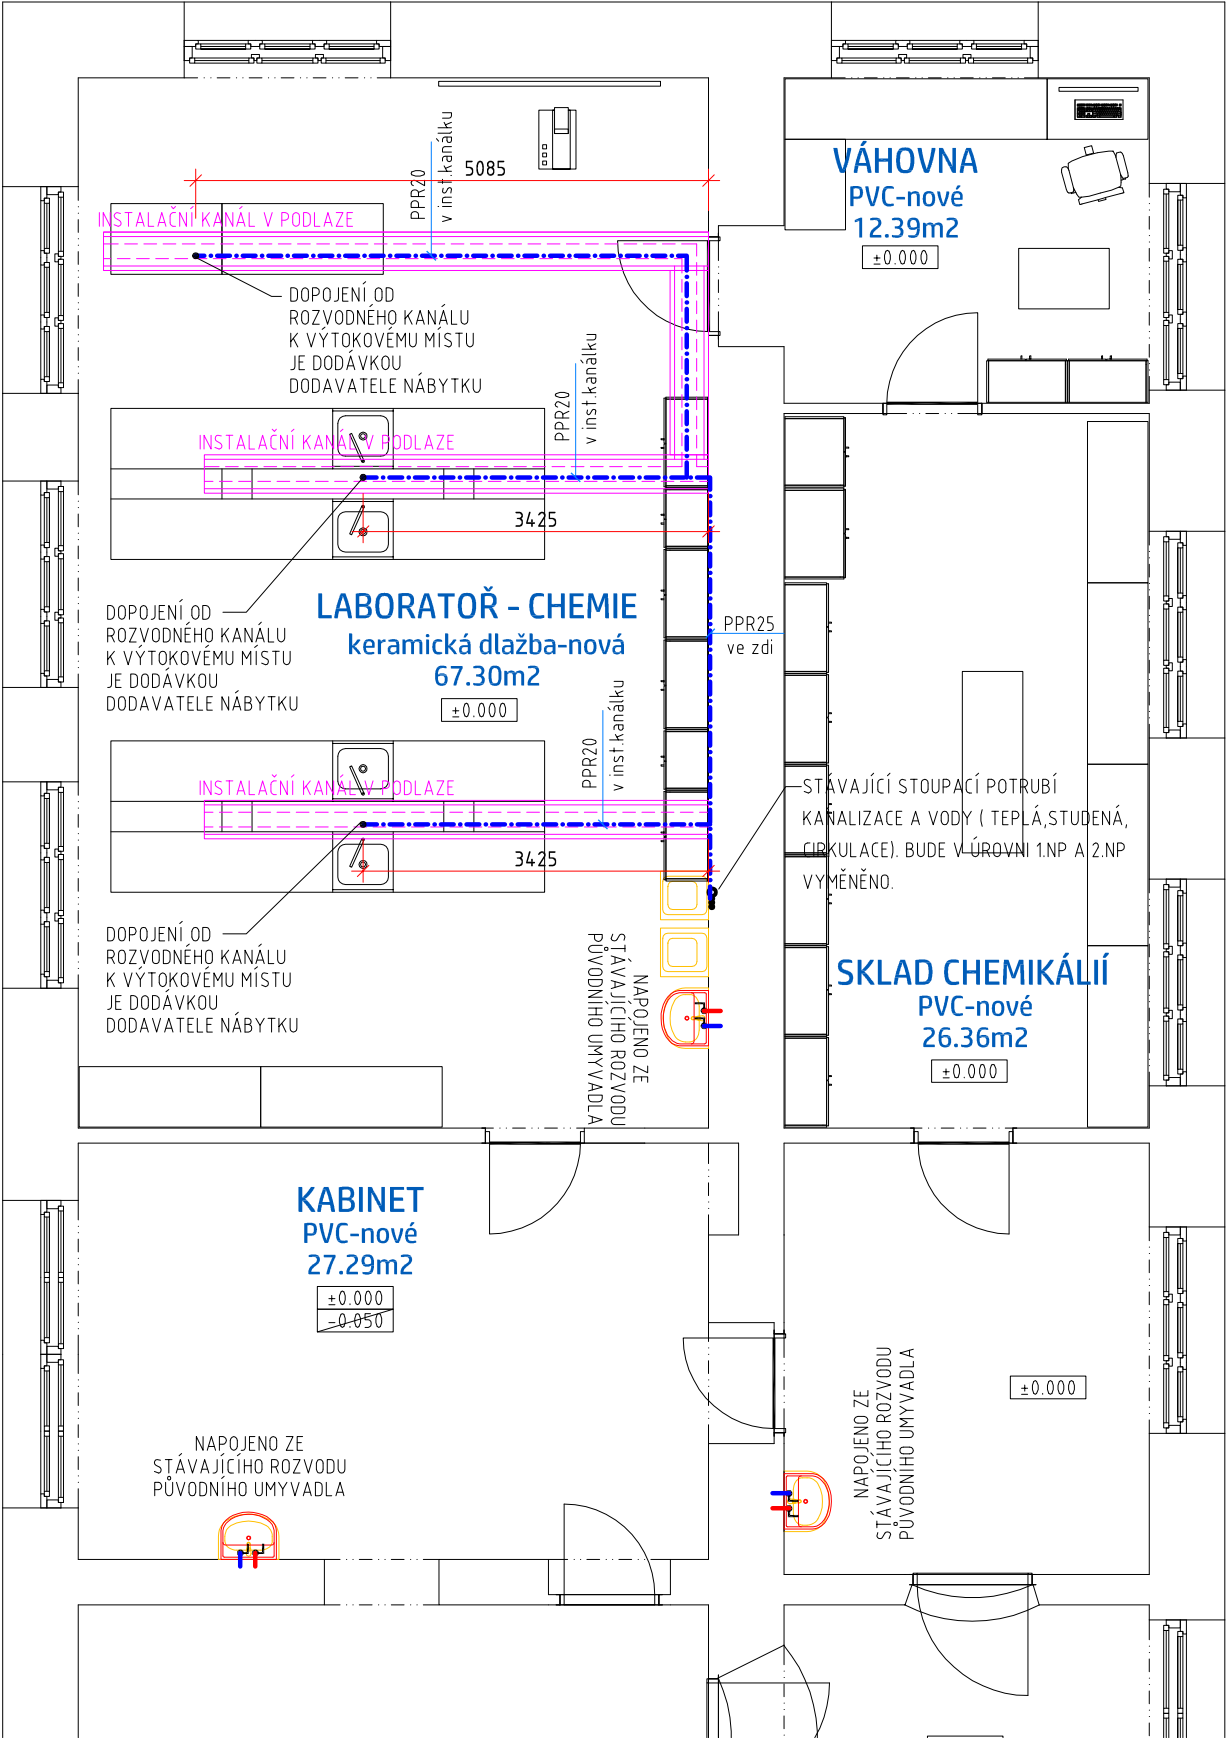 5085
PPR20
v inst.kanálku
INSTALAČNÍ KANÁL V PODLAZE
DOPOJENÍ OD
ROZVODNÉHO KANÁLU
K VÝTOKOVÉMU MÍSTU
JE DODÁVKOU
DODAVATELE NÁBYTKU
VÁHOVNA
PVC-nové
12.39m2
±0.000
PPR20
v inst.kanálku
INSTALAČNÍ KANÁL V PODLAZE
3425
DOPOJENÍ OD
ROZVODNÉHO KANÁLU
K VÝTOKOVÉMU MÍSTU
JE DODÁVKOU
DODAVATELE NÁBYTKU
LABORATOŘ - CHEMIE
keramická dlažba-nová
67.30m2
±0.000
PPR25
ve zdi
PPR20
v inst.kanálku
INSTALAČNÍ KANÁL V PODLAZE
3425
STÁVAJÍCÍ STOUPACÍ POTRUBÍ
KANALIZACE A VODY ( TEPLÁ,STUDENÁ,
CIRKULACE). BUDE V ÚROVNI 1.NP A 2.NP
VYMĚNĚNO.
DOPOJENÍ OD
ROZVODNÉHO KANÁLU
K VÝTOKOVÉMU MÍSTU
JE DODÁVKOU
DODAVATELE NÁBYTKU
NAPOJENO ZE
STÁVAJÍCÍHO ROZVODU
PŮVODNÍHO UMYVADLA
SKLAD CHEMIKÁLIÍ
PVC-nové
26.36m2
±0.000
KABINET
PVC-nové
27.29m2
±0.000
-0.050
NAPOJENO ZE
STÁVAJÍCÍHO ROZVODU
PŮVODNÍHO UMYVADLA
±0.000
NAPOJENO ZE
STÁVAJÍCÍHO ROZVODU
PŮVODNÍHO UMYVADLA